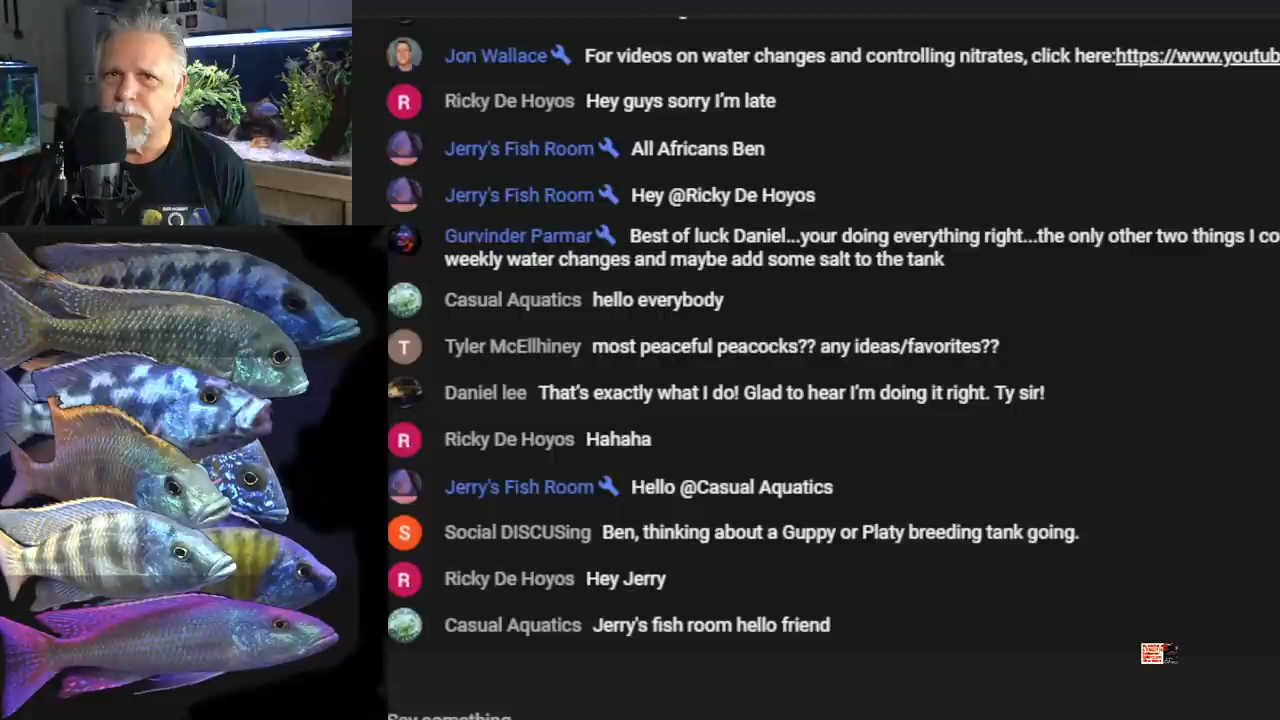 Jon Wallace For videos on water changes and controlling nitrates, click here:https://www.youtub
Ricky De Hoyos Hey guys sorry I'm late
Jerry's Fish Room All Africans Ben
Jerry's Fish Room Hey @Ricky De Hoyos
Gurvinder Parmar Best of luck Daniel...your doing everything right...the only other two things I co
weekly water changes and maybe add some salt to the tank
Casual Aquatics hello everybody
T Tyler McEllhiney most peaceful peacocks?? any ideas/favorites??
Daniel lee That's exactly what I do! Glad to hear I'm doing it right. Ty sir!
R Ricky De Hoyos Hahaha
Jerry's Fish Room Hello @Casual Aquatics
S Social DISCUSing Ben, thinking about a Guppy or Platy breeding tank going.
R Ricky De Hoyos Hey Jerry
Casual Aquatics Jerry's fish room hello friend
Say something